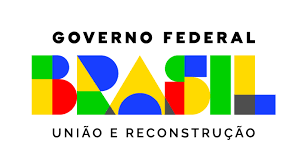 GOVERNO FEDERAL
BRASIL
UNIÃO E RECONSTRUÇÃO